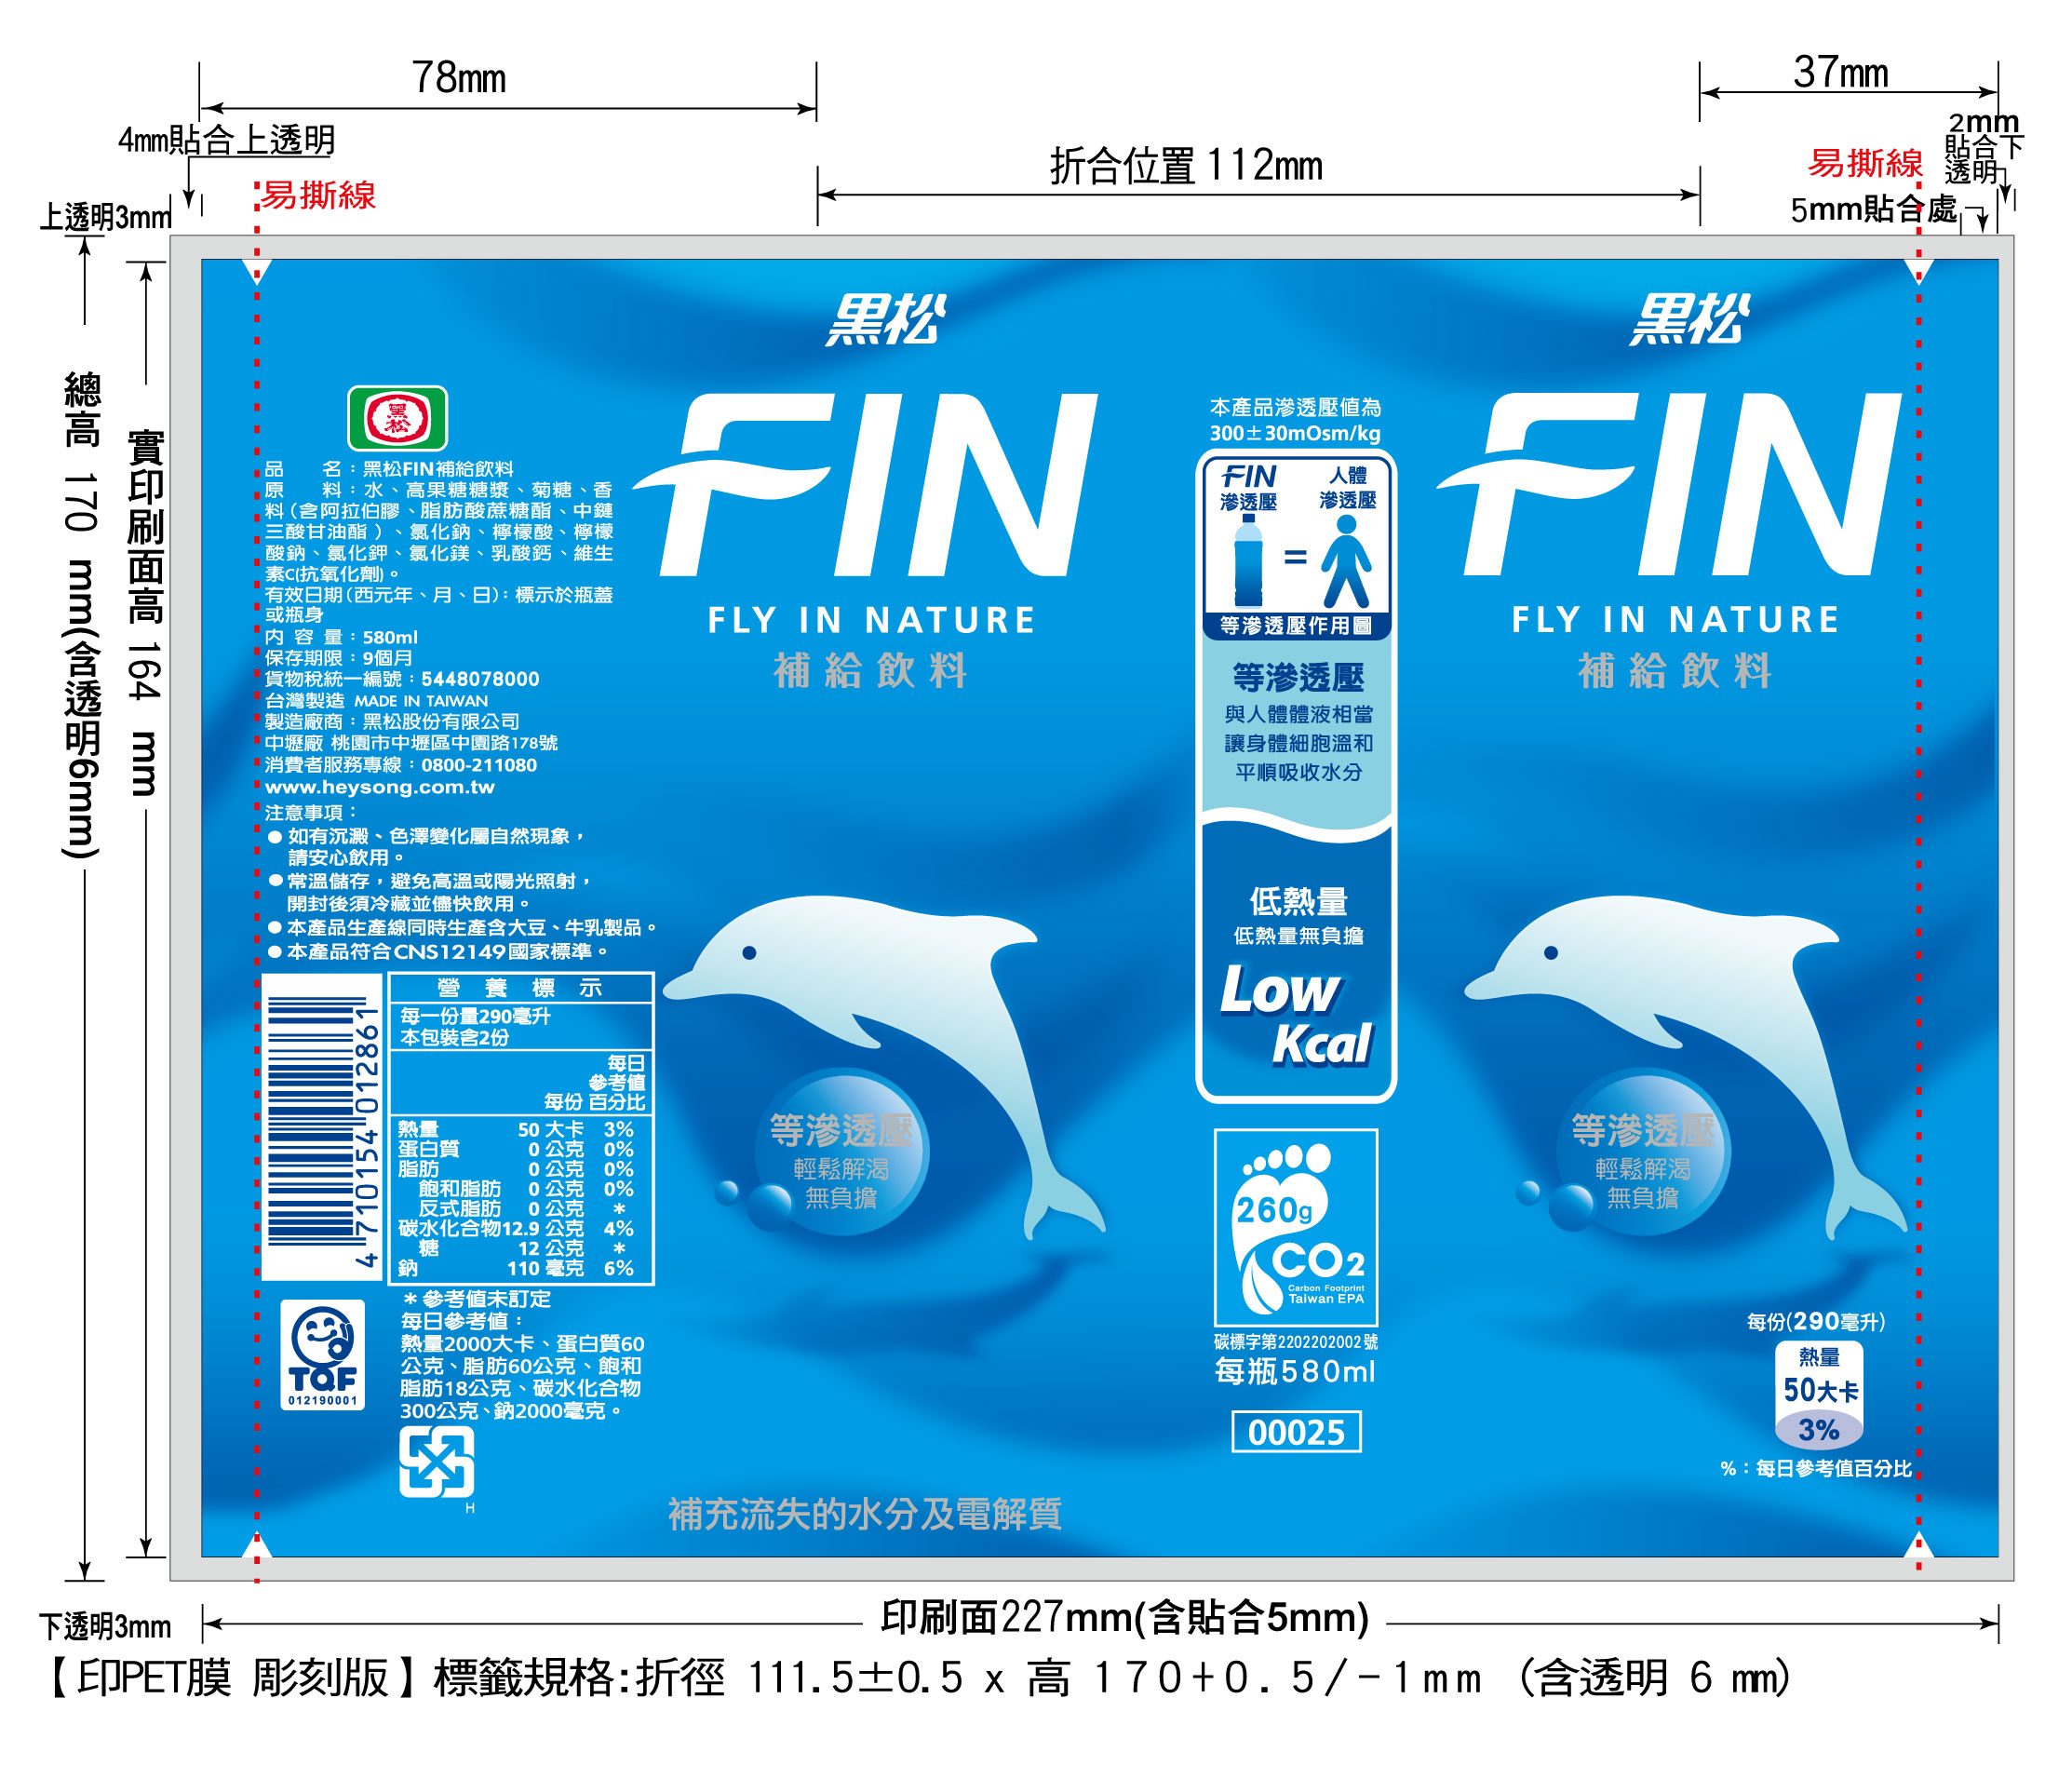 78mm
37mm
4mm貼合上透明
2mm
貼合下
透明
折合位置 112mm
易撕線
易撕線
上透明3mm
5mm貼合處
總高 170 mm(含透明6mm)
實印刷面高 164 mm
黑松
品　　名：黑松FIN補給飲料
原　　料：水、高果糖糖漿、菊糖、香
料(含阿拉伯膠、脂肪酸蔗糖酯、中鏈
三酸甘油酯)、氯化鈉、檸檬酸、檸檬
酸鈉、氯化鉀、氯化鎂、乳酸鈣、維生
素C(抗氧化劑)。
有效日期(西元年、月、日)：標示於瓶蓋
或瓶身
內 容 量：580ml
保存期限：9個月
貨物稅統一編號：5448078000
台灣製造 MADE IN TAIWAN
製造廠商：黑松股份有限公司
中壢廠 桃園市中壢區中園路178號
消費者服務專線：0800-211080
www.heysong.com.tw
注意事項：
● 如有沉澱、色澤變化屬自然現象，
請安心飲用。
● 常溫儲存，避免高溫或陽光照射，
開封後須冷藏並儘快飲用。
● 本產品生產線同時生產含大豆、牛乳製品。
● 本產品符合CNS12149國家標準。
4710154012861
營 養 標 示
每一份量290毫升
本包裝含2份
每日
參考值
每份 百分比
熱量 50 大卡 3%
蛋白質 0 公克 0%
脂肪 0 公克 0%
飽和脂肪 0 公克 0%
反式脂肪 0 公克 *
碳水化合物12.9 公克 4%
糖 12 公克 *
鈉 110 毫克 6%
*參考值未訂定
每日參考值：
熱量2000大卡、蛋白質60
公克、脂肪60公克、飽和
脂肪18公克、碳水化合物
300公克、鈉2000毫克。
TQF
012190001
H
黑松
FIN
FLY IN NATURE
補給飲料
等滲透壓
輕鬆解渴
無負擔
補充流失的水分及電解質
本產品滲透壓值為
300±30mOsm/kg
FIN
滲透壓
人體
滲透壓
=
等滲透壓作用圖
等滲透壓
與人體體液相當
讓身體細胞溫和
平順吸收水分
低熱量
低熱量無負擔
Low
Kcal
260g
CO2
Carbon Footprint
Taiwan EPA
碳標字第2202202002號
每瓶580ml
00025
黑松
FIN
FLY IN NATURE
補給飲料
等滲透壓
輕鬆解渴
無負擔
每份(290毫升)
熱量
50大卡
3%
%：每日參考值百分比
下透明3mm
印刷面227mm(含貼合5mm)
【印PET膜 彫刻版】標籤規格:折徑 111.5±0.5 x 高 170+0.5/-1mm (含透明 6 mm)